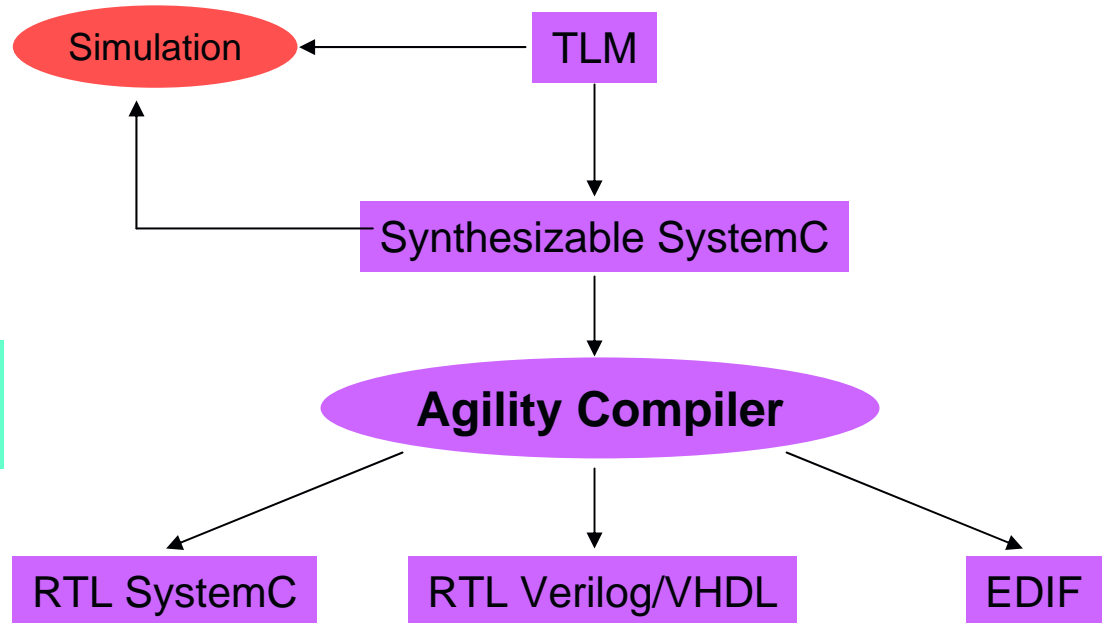 Simulation
TLM
Synthesizable SystemC
Agility Compiler
RTL SystemC
RTL Verilog/VHDL
EDIF